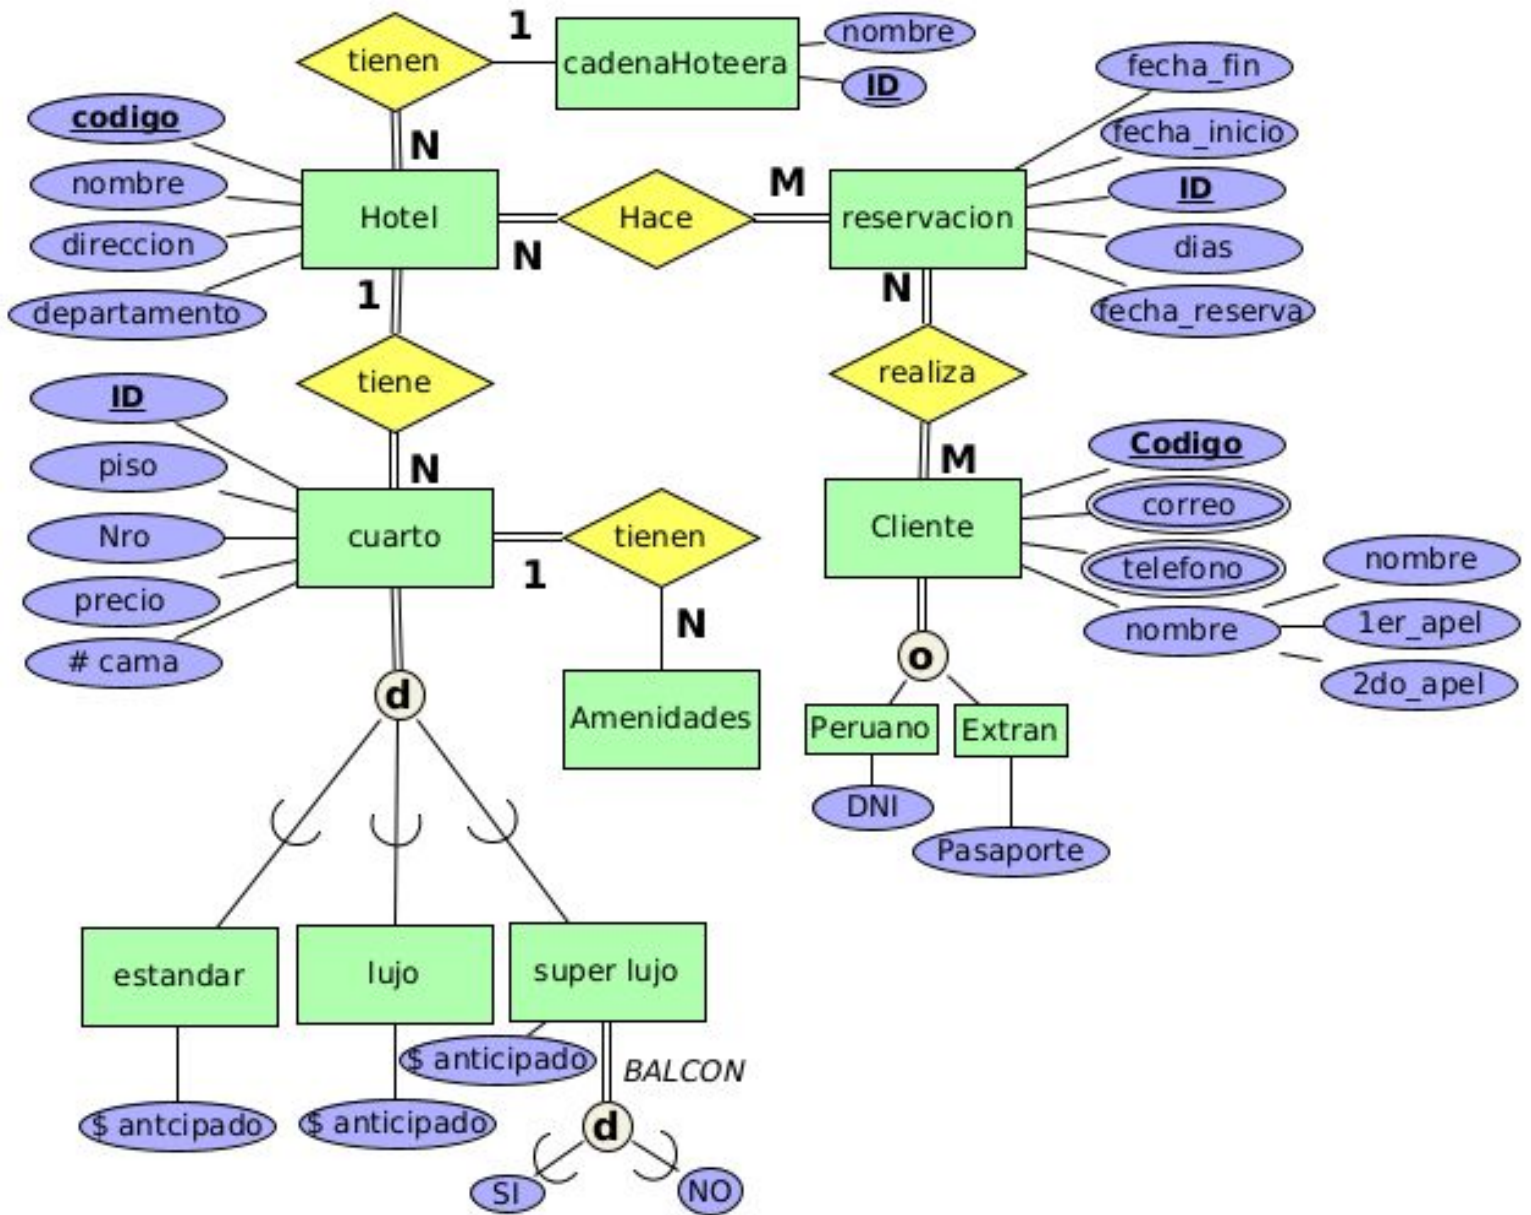 tienen
1
cadenaHoteera
nombre
ID
N
codigo
nombre
direccion
departamento
Hotel
N
Hace
M
reservacion
fecha_fin
fecha_inicio
ID
dias
fecha_reserva
1
tiene
N
N
realiza
M
ID
piso
Nro
precio
# cama
cuarto
1
tienen
N
Amenidades
Cliente
Codigo
correo
telefono
nombre
nombre
1er_apel
2do_apel
o
Peruano
Extran
DNI
Pasaporte
d
estandar
lujo
super lujo
$ antcipado
$ anticipado
$ anticipado
BALCON
d
SI
NO